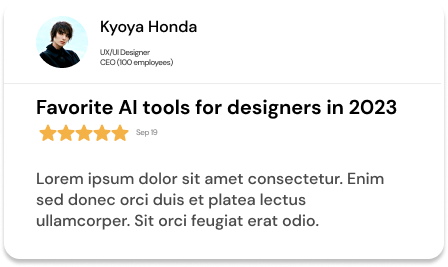 Kyoya Honda
UX/UI Designer
CEO (100 employees)
Favorite AI tools for designers in 2023
Sep 19
Lorem ipsum dolor sit amet consectetur. Enim
sed donec orci duis et platea lectus
ullamcorper. Sit orci feugiat erat odio.